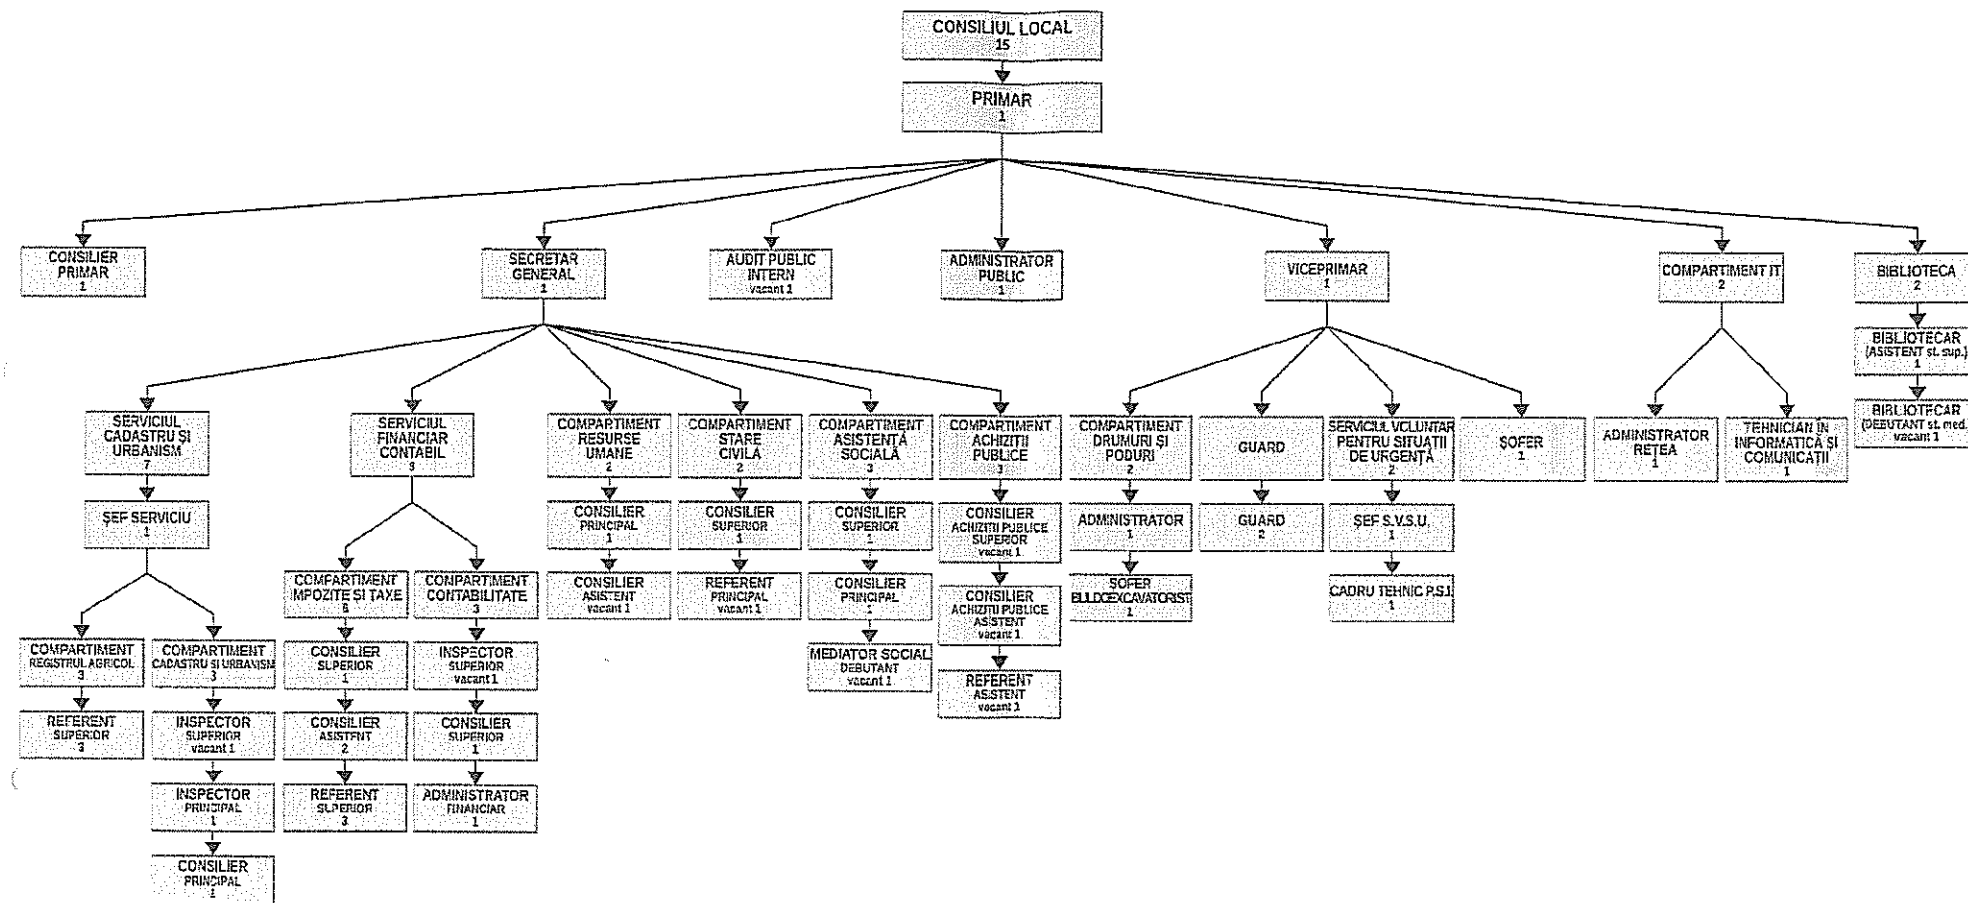 CONSILIUL LOCAL
15
PRIMAR
1
CONSILIER
PRIMAR
1
SECRETAR
GENERAL
1
AUDIT PUBLIC
INTERN
vacant 1
ADMINISTRATOR
PUBLIC
1
VICEPRIMAR
1
COMPARTIMENT IT
2
BIBLIOTECA
2
BIBLIOTECAR
(ASISTENT st. sup.)
1
BIBLIOTECAR
(DEBUTANT st. med.
vacant 1
SERVICIUL
CADASTRU ȘI
URBANISM
7
SERVICIUL
FINANCIAR
CONTABIL
9
COMPARTIMENT
RESURSE
UMANE
2
COMPARTIMENT
STARE
CIVILĂ
2
COMPARTIMENT
ASISTENȚĂ
SOCIALĂ
3
COMPARTIMENT
ACHIZIȚII
PUBLICE
3
COMPARTIMENT
DRUMURI ȘI
PODURI
2
GUARD
SERVICIUL VOLUNTAR
PENTRU SITUAȚII
DE URGENȚĂ
2
ȘOFER
1
ADMINISTRATOR
REȚEA
1
TEHNICIAN ÎN
INFORMATICĂ ȘI
COMUNICAȚII
1
ȘEF SERVICIU
1
CONSILIER
PRINCIPAL
1
CONSILIER
SUPERIOR
1
CONSILIER
SUPERIOR
1
CONSILIER
ACHIZIȚII PUBLICE
SUPERIOR
vacant 1
ADMINISTRATOR
1
GUARD
2
ȘEF S.V.S.U.
1
COMPARTIMENT
IMPOZITE ȘI TAXE
6
COMPARTIMENT
CONTABILITATE
3
CONSILIER
ASISTENT
vacant 1
REFERENT
PRINCIPAL
vacant 1
CONSILIER
PRINCIPAL
1
CONSILIER
ACHIZIȚII PUBLICE
ASISTENT
vacant 1
ȘOFER
BULDOEXCAVATORIST
1
CADRU TEHNIC P.S.I.
1
COMPARTIMENT
REGISTRUL AGRICOL
3
COMPARTIMENT
CADASTRU SI URBANISM
3
CONSILIER
SUPERIOR
1
INSPECTOR
SUPERIOR
vacant 1
MEDIATOR SOCIAL
DEBUTANT
vacant 1
REFERENT
ASISTENT
vacant 1
REFERENT
SUPERIOR
3
INSPECTOR
SUPERIOR
vacant 1
CONSILIER
ASISTENT
2
CONSILIER
SUPERIOR
1
INSPECTOR
PRINCIPAL
1
REFERENT
SUPERIOR
3
ADMINISTRATOR
FINANCIAR
1
CONSILIER
PRINCIPAL
1